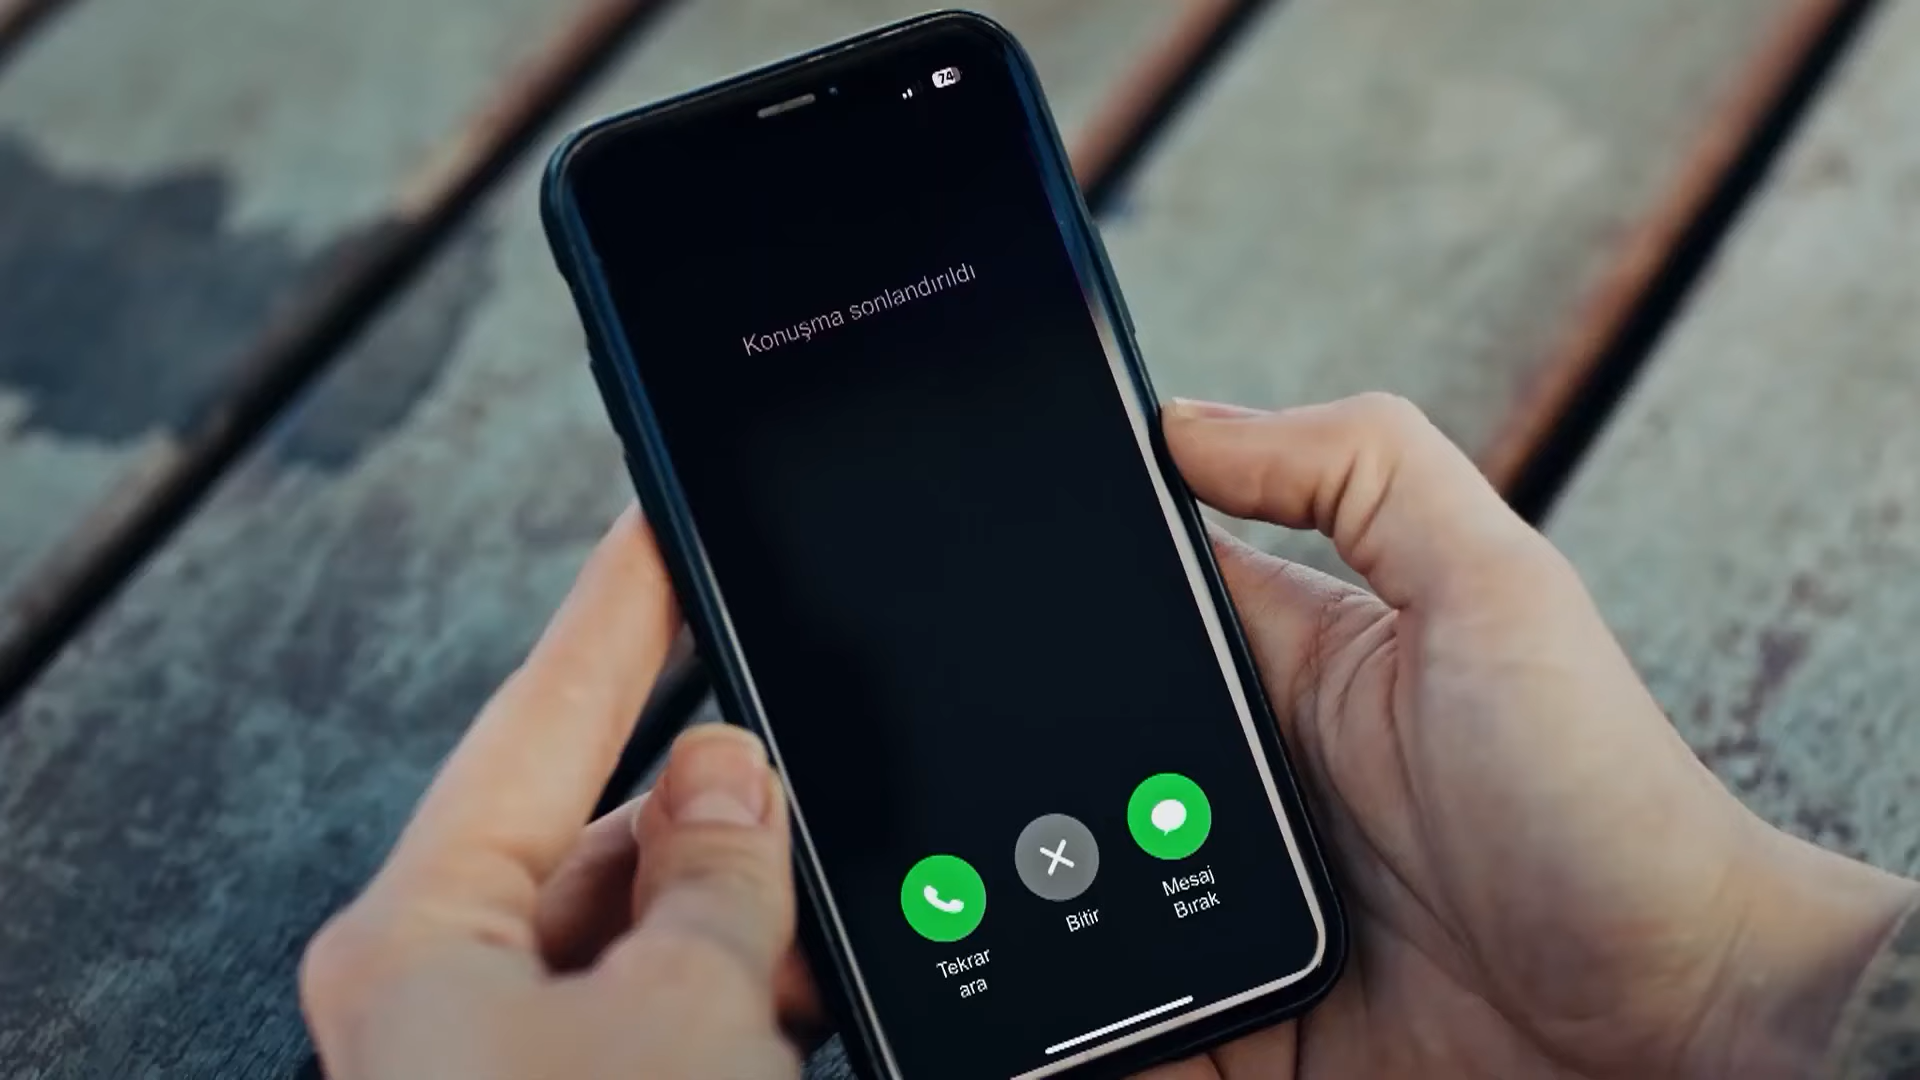 74
Konuşma sonlandırıldı
Tekrar
ara
Bitir
Mesaj
Bırak